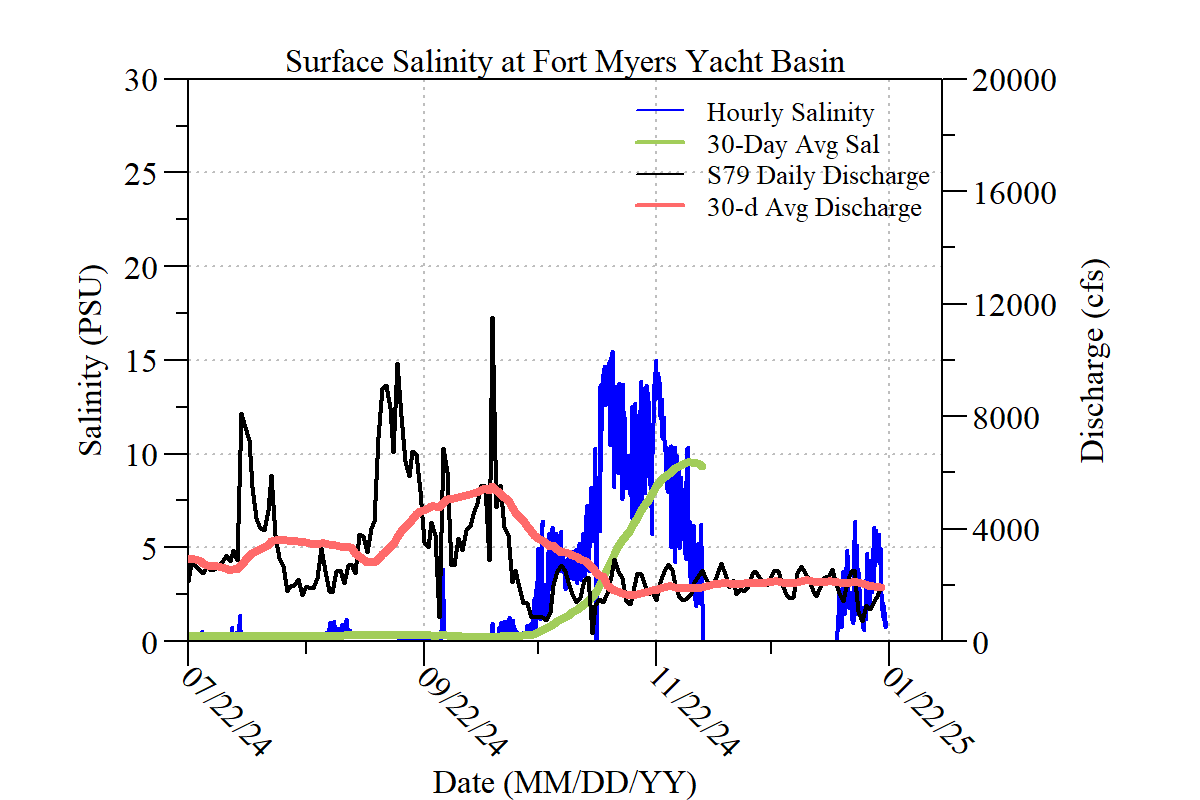 Surface Salinity at Fort Myers Yacht Basin
30
25
20
15
10
5
0
Salinity (PSU)
Hourly Salinity
30-Day Avg Sal
S79 Daily Discharge
30-d Avg Discharge
20000
16000
12000
8000
4000
0
Discharge (cfs)
07/22/24
09/22/24
11/22/24
01/22/25
Date (MM/DD/YY)